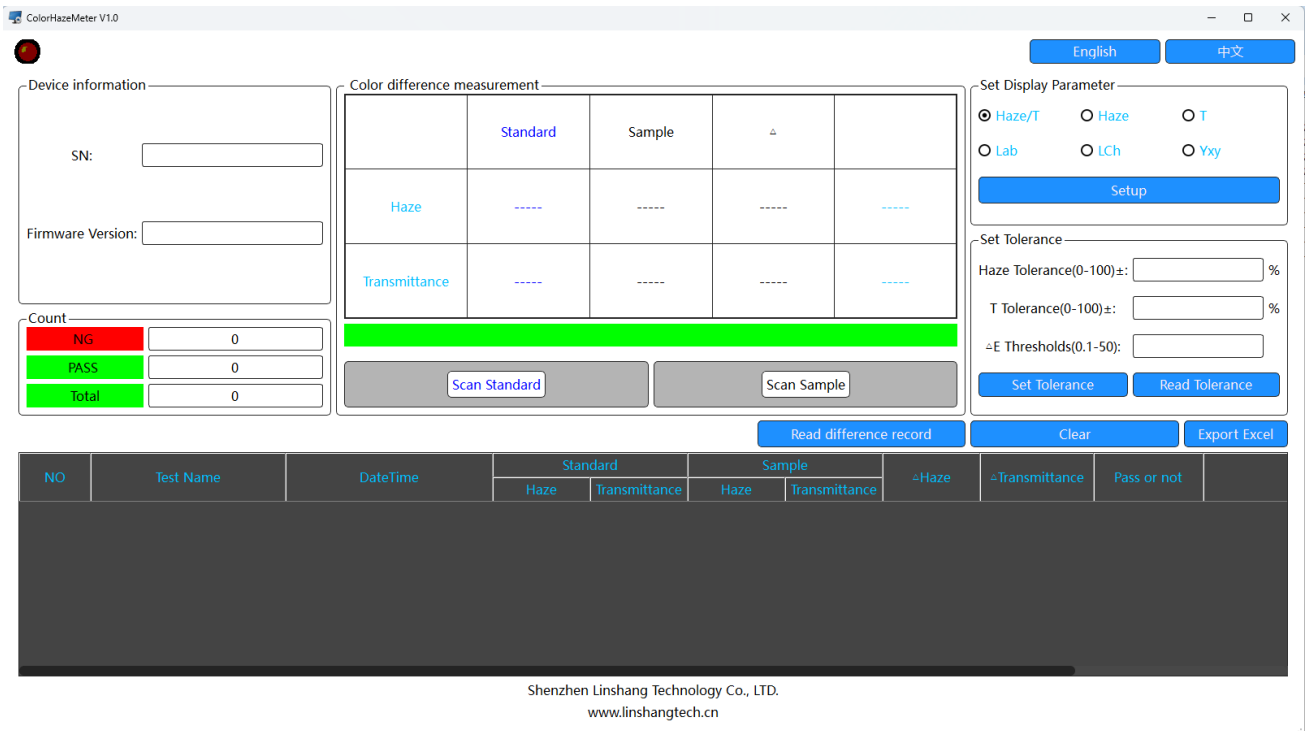 ColorHazeMeter V1.0
English 中文
Device information
SN:
Firmware Version:
Count
NG 0
PASS 0
Total 0
Color difference measurement
Standard Sample △
Haze ----- ----- ----- -----
Transmittance ----- ----- ----- -----
Scan Standard Scan Sample
Set Display Parameter
Haze/T Haze T
Lab LCh Yxy
Setup
Set Tolerance
Haze Tolerance(0-100)±: %
T Tolerance(0-100)±: %
△E Thresholds(0.1-50):
Set Tolerance Read Tolerance
Read difference record Clear Export Excel
NO Test Name DateTime Standard Sample △Haze △Transmittance Pass or not
Haze Transmittance Haze Transmittance
Shenzhen Linshang Technology Co., LTD.
www.linshangtech.cn